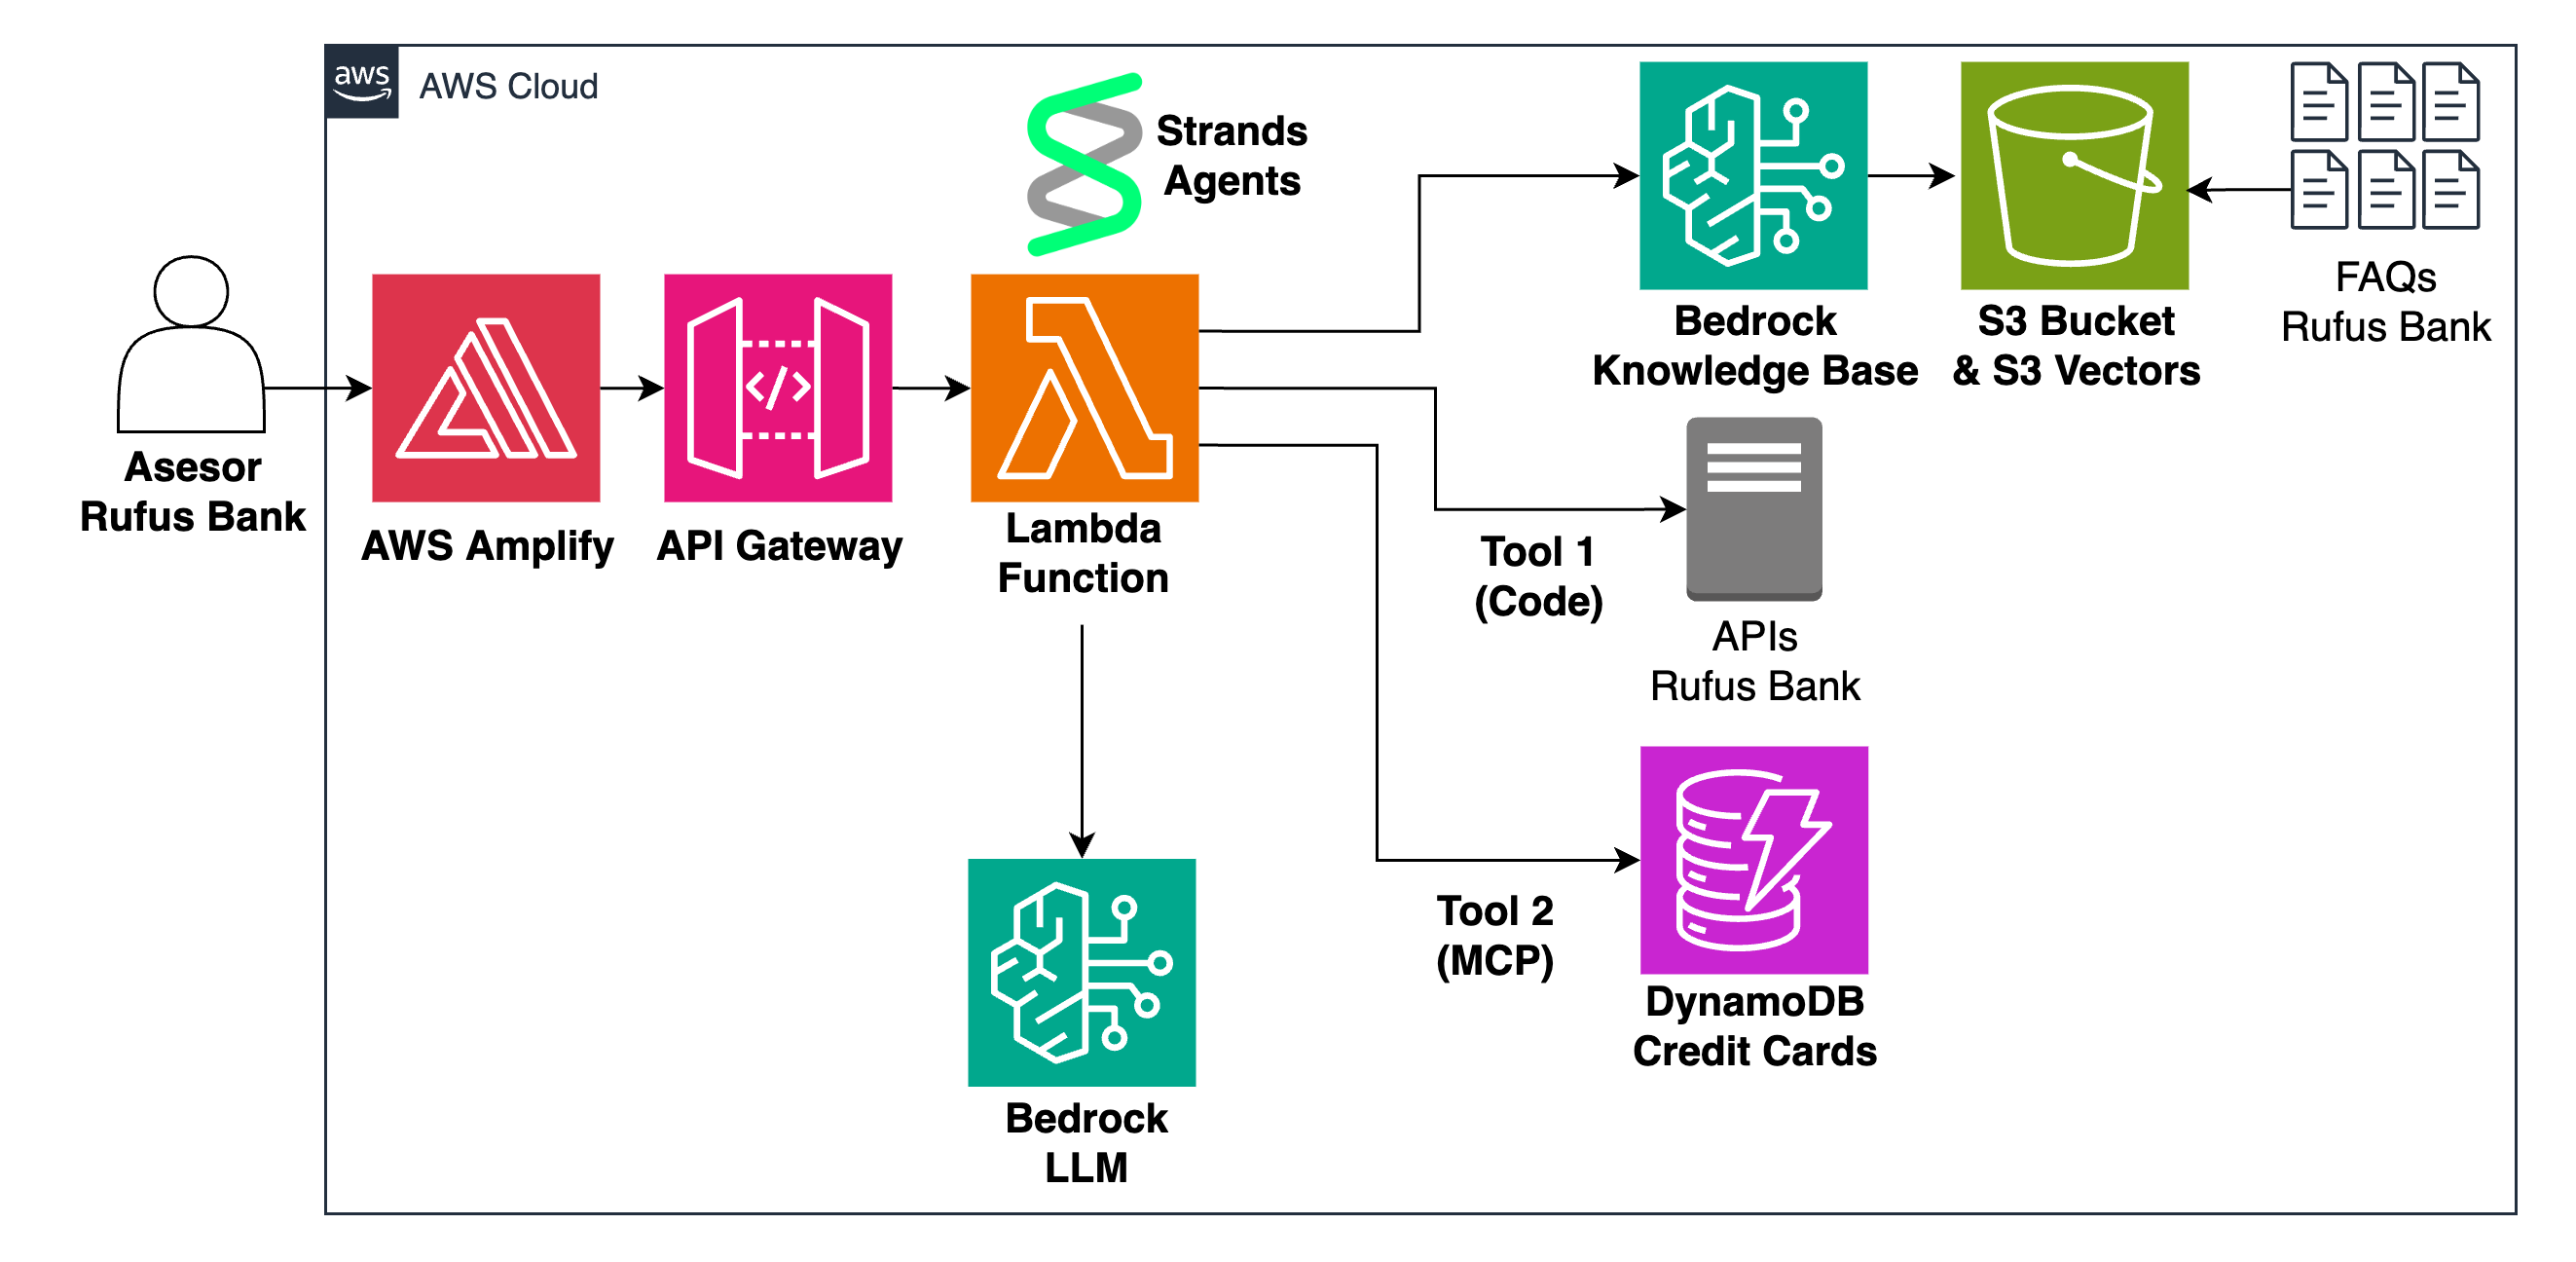 aws
AWS Cloud
Strands
Agents
Asesor
Rufus Bank
AWS Amplify
API Gateway
Lambda
Function
Bedrock
Knowledge Base
S3 Bucket
& S3 Vectors
FAQs
Rufus Bank
Tool 1
(Code)
APIs
Rufus Bank
Tool 2
(MCP)
DynamoDB
Credit Cards
Bedrock
LLM